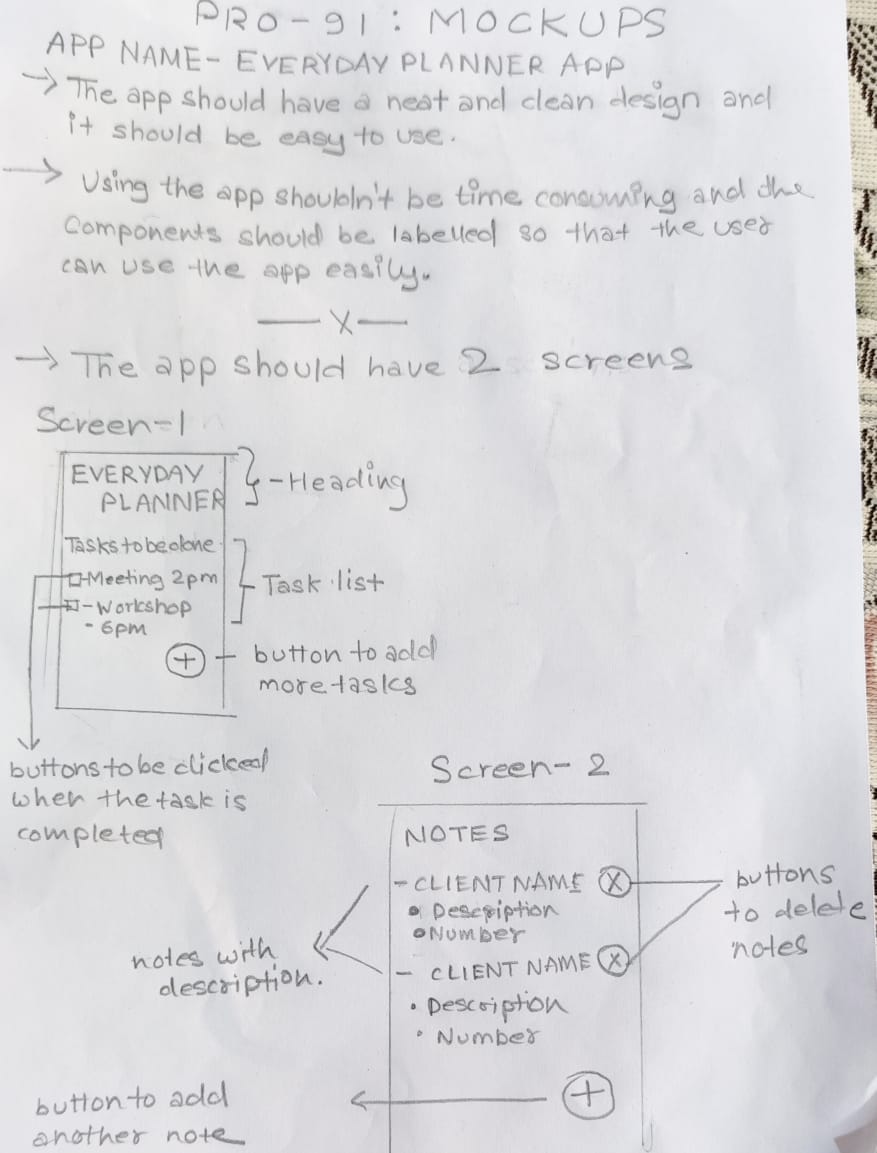 PRO-91: MOCKUPS
APP NAME- EVERYDAY PLANNER APP
→ The app should have a neat and clean design and
it should be easy to use.
→ Using the app shouldn't be time consuming and the
Components should be labelled so that the user
can use the app easily.
— X —
→ The app should have 2 screens
Screen-1
EVERYDAY
PLANNER
-Heading
Tasks to be done
-Meeting 2pm
Task list
-Workshop
- 6pm
+
button to add
more tasks
buttons to be clicked
when the task is
completed
Screen- 2
NOTES
- CLIENT NAME X
• Description
• Number
- CLIENT NAME X
• Description
• Number
buttons
to delete
notes
notes with
description.
+
button to add
another note